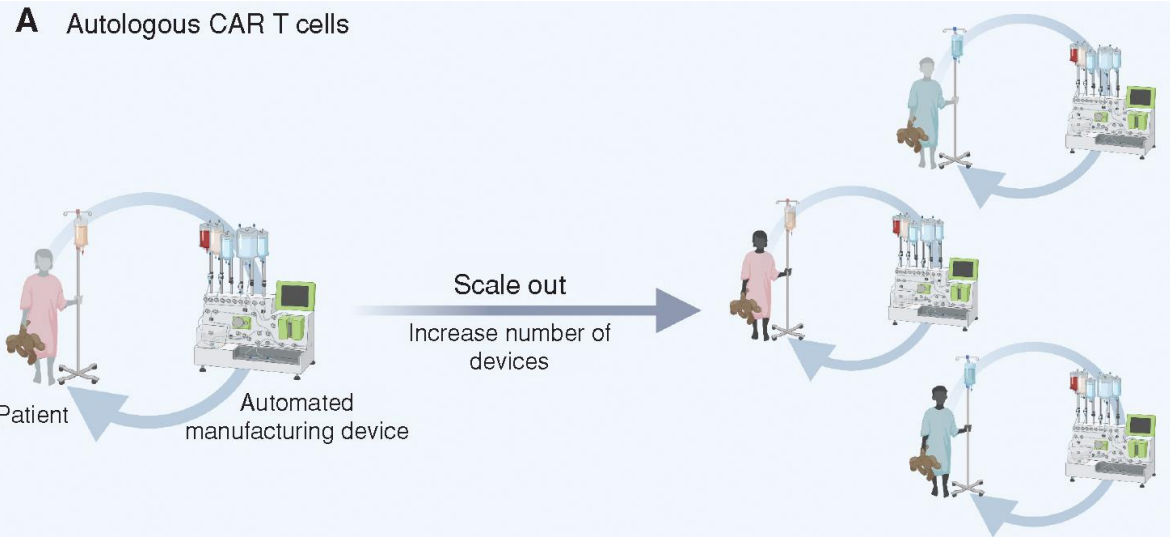 A Autologous CAR T cells
Scale out
Increase number of
devices
Patient
Automated
manufacturing device